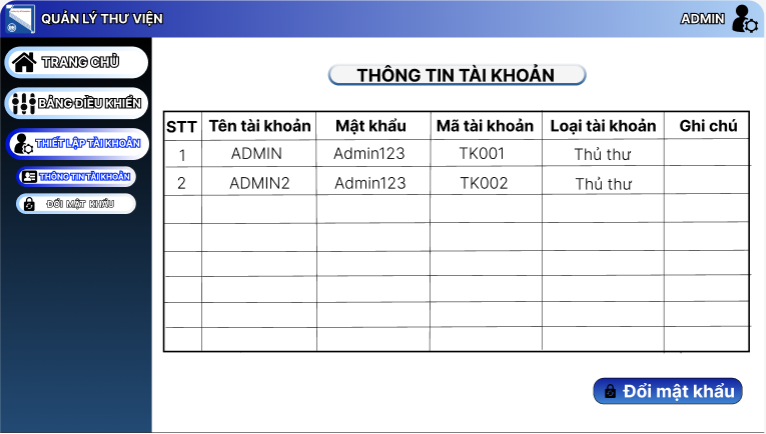 QUẢN LÝ THƯ VIỆN
ADMIN
TRANG CHỦ
BẢNG ĐIỀU KHIỂN
THIẾT LẬP TÀI KHOẢN
THÔNG TIN TÀI KHOẢN
ĐỔI MẬT KHẨU
THÔNG TIN TÀI KHOẢN
STT Tên tài khoản Mật khẩu Mã tài khoản Loại tài khoản Ghi chú
1 ADMIN Admin123 TK001 Thủ thư
2 ADMIN2 Admin123 TK002 Thủ thư
Đổi mật khẩu